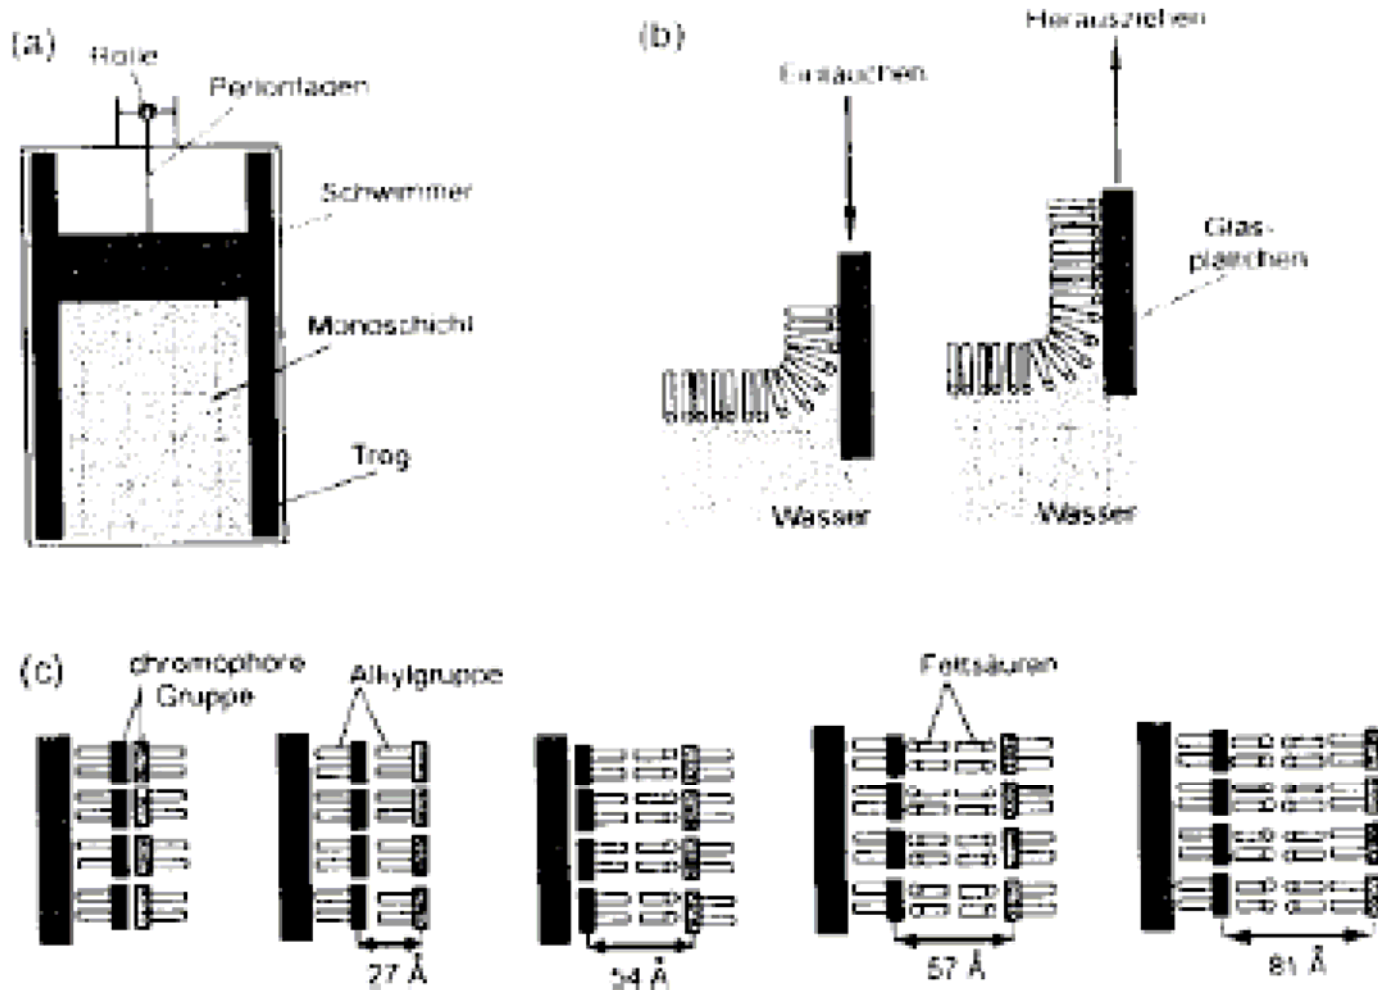 (a)
Rolle
Perlonfaden
Schwimmer
Monoschicht
Trog
(b)
Eintauchen
Herausziehen
Glas-
plättchen
Wasser
Wasser
(c)
chromophore
Gruppe
Alkylgruppe
Fettsäuren
27 Å
54 Å
57 Å
81 Å